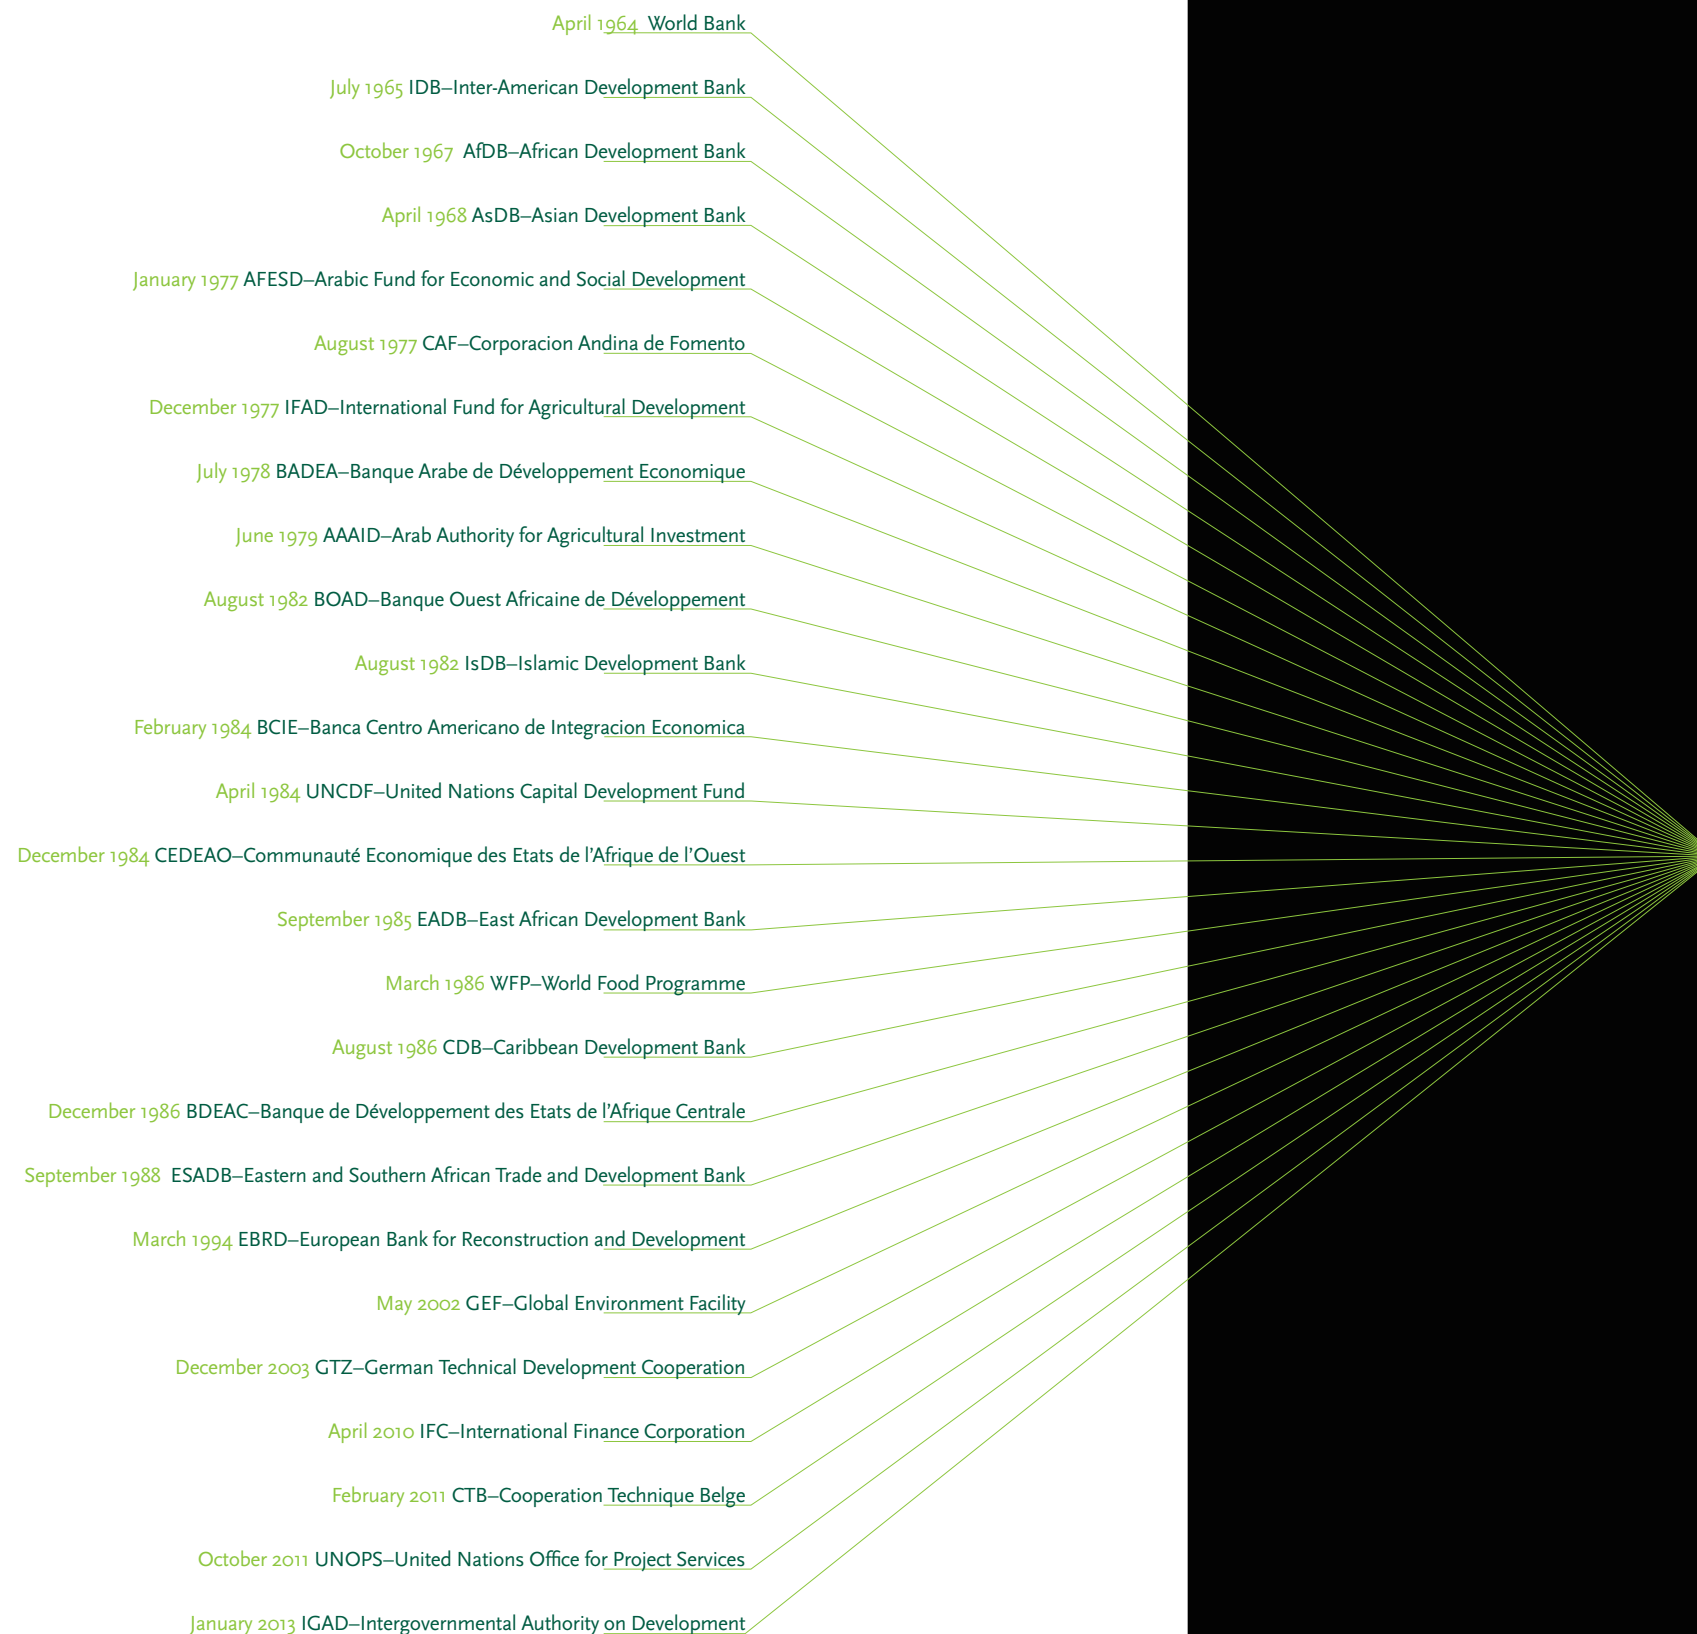 April 1964 World Bank
July 1965 IDB–Inter-American Development Bank
October 1967 AfDB–African Development Bank
April 1968 AsDB–Asian Development Bank
January 1977 AFESD–Arabic Fund for Economic and Social Development
August 1977 CAF–Corporacion Andina de Fomento
December 1977 IFAD–International Fund for Agricultural Development
July 1978 BADEA–Banque Arabe de Développement Economique
June 1979 AAAID–Arab Authority for Agricultural Investment
August 1982 BOAD–Banque Ouest Africaine de Développement
August 1982 IsDB–Islamic Development Bank
February 1984 BCIE–Banca Centro Americano de Integracion Economica
April 1984 UNCDF–United Nations Capital Development Fund
December 1984 CEDEAO–Communauté Economique des Etats de l’Afrique de l’Ouest
September 1985 EADB–East African Development Bank
March 1986 WFP–World Food Programme
August 1986 CDB–Caribbean Development Bank
December 1986 BDEAC–Banque de Développement des Etats de l’Afrique Centrale
September 1988 ESADB–Eastern and Southern African Trade and Development Bank
March 1994 EBRD–European Bank for Reconstruction and Development
May 2002 GEF–Global Environment Facility
December 2003 GTZ–German Technical Development Cooperation
April 2010 IFC–International Finance Corporation
February 2011 CTB–Cooperation Technique Belge
October 2011 UNOPS–United Nations Office for Project Services
January 2013 IGAD–Intergovernmental Authority on Development